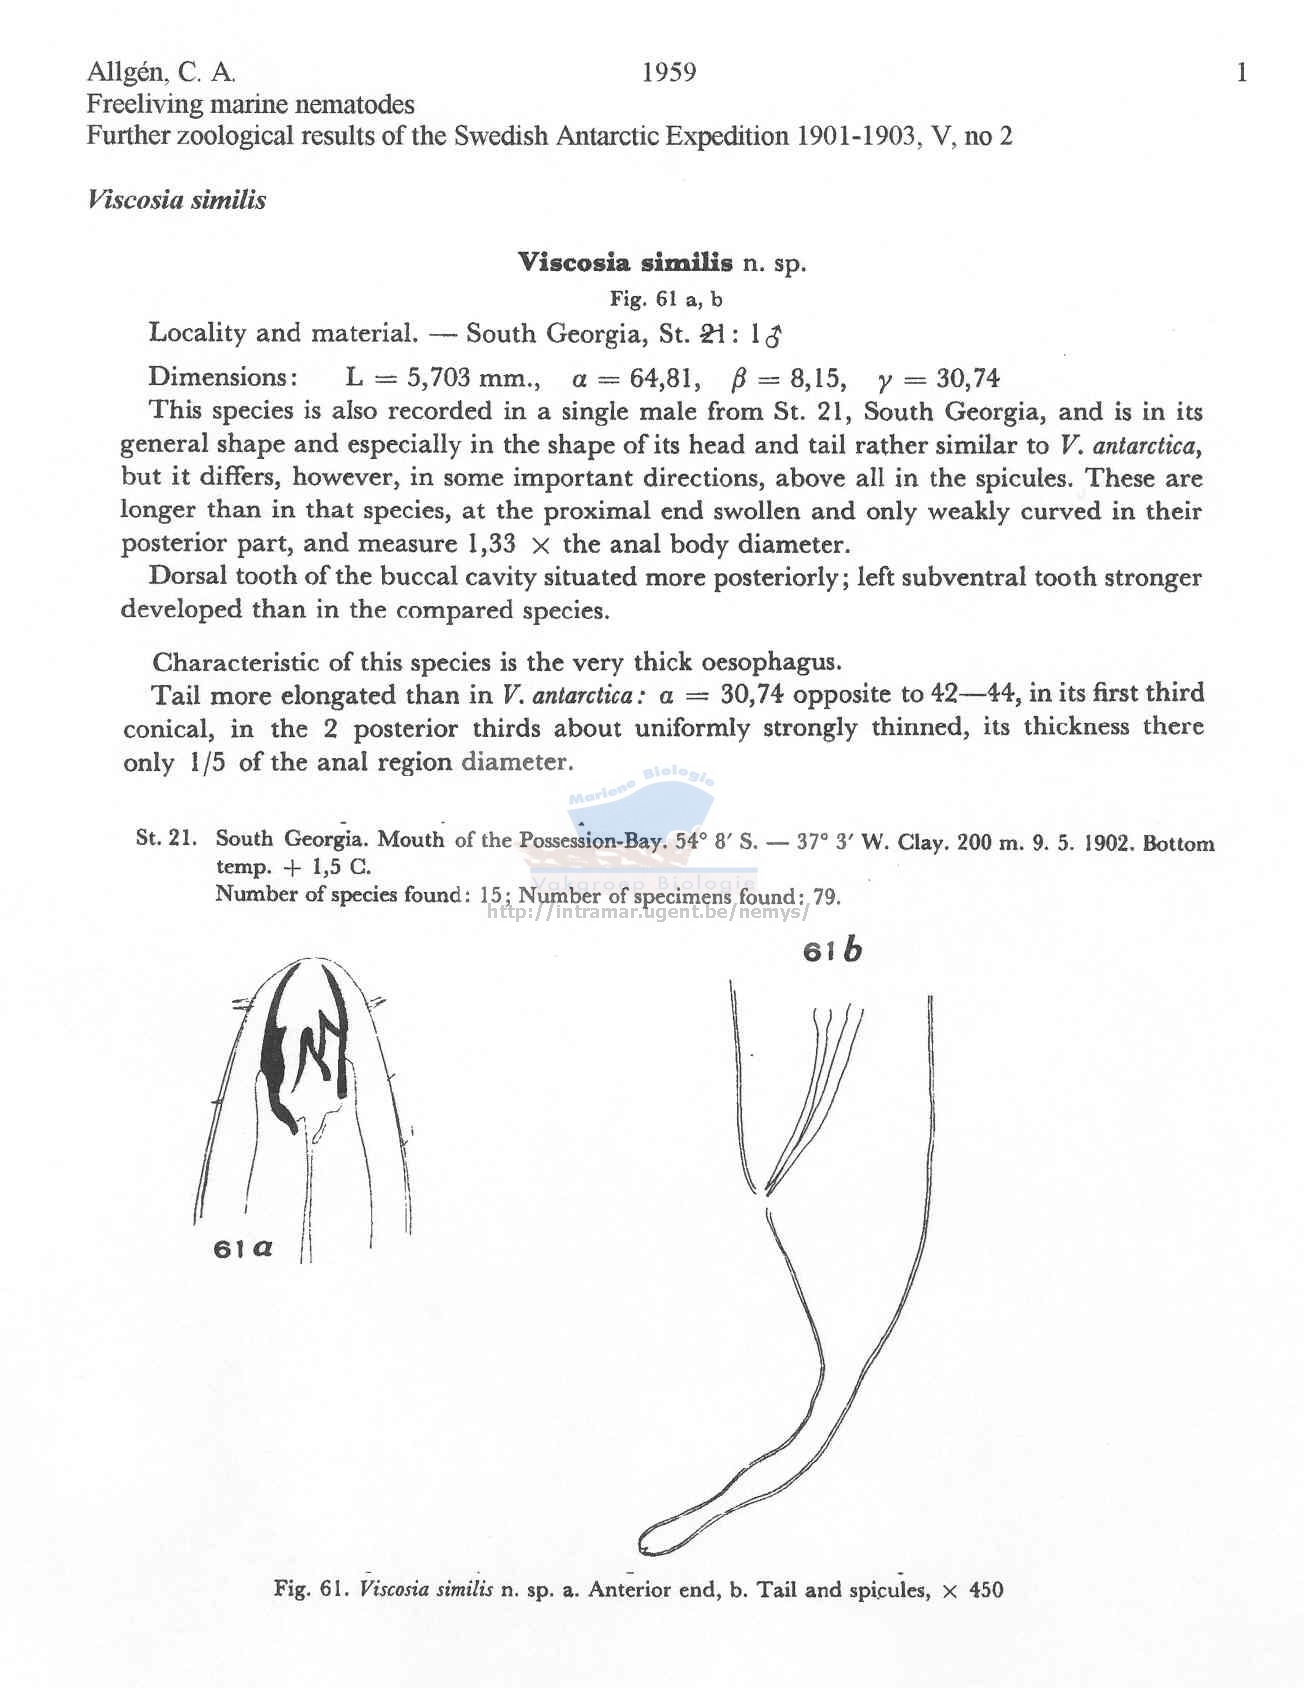 Allgén, C. A. 1959 1
Freeliving marine nematodes
Further zoological results of the Swedish Antarctic Expedition 1901-1903, V, no 2
Viscosia similis
Viscosia similis n. sp.
Fig. 61 a, b
Locality and material. — South Georgia, St. 21: 1♂
Dimensions: L = 5,703 mm., α = 64,81, β = 8,15, γ = 30,74
This species is also recorded in a single male from St. 21, South Georgia, and is in its
general shape and especially in the shape of its head and tail rather similar to V. antarctica,
but it differs, however, in some important directions, above all in the spicules. These are
longer than in that species, at the proximal end swollen and only weakly curved in their
posterior part, and measure 1,33 × the anal body diameter.
Dorsal tooth of the buccal cavity situated more posteriorly; left subventral tooth stronger
developed than in the compared species.
Characteristic of this species is the very thick oesophagus.
Tail more elongated than in V. antarctica: α = 30,74 opposite to 42—44, in its first third
conical, in the 2 posterior thirds about uniformly strongly thinned, its thickness there
only 1/5 of the anal region diameter.
Mariene Biologie
St. 21. South Georgia. Mouth of the Possession-Bay. 54° 8′ S. — 37° 3′ W. Clay. 200 m. 9. 5. 1902. Bottom
temp. + 1,5 C.
Vakgroep Biologie
Number of species found: 15; Number of specimens found: 79.
http://intramar.ugent.be/nemys/
61 b
61 a
Fig. 61. Viscosia similis n. sp. a. Anterior end, b. Tail and spicules, × 450